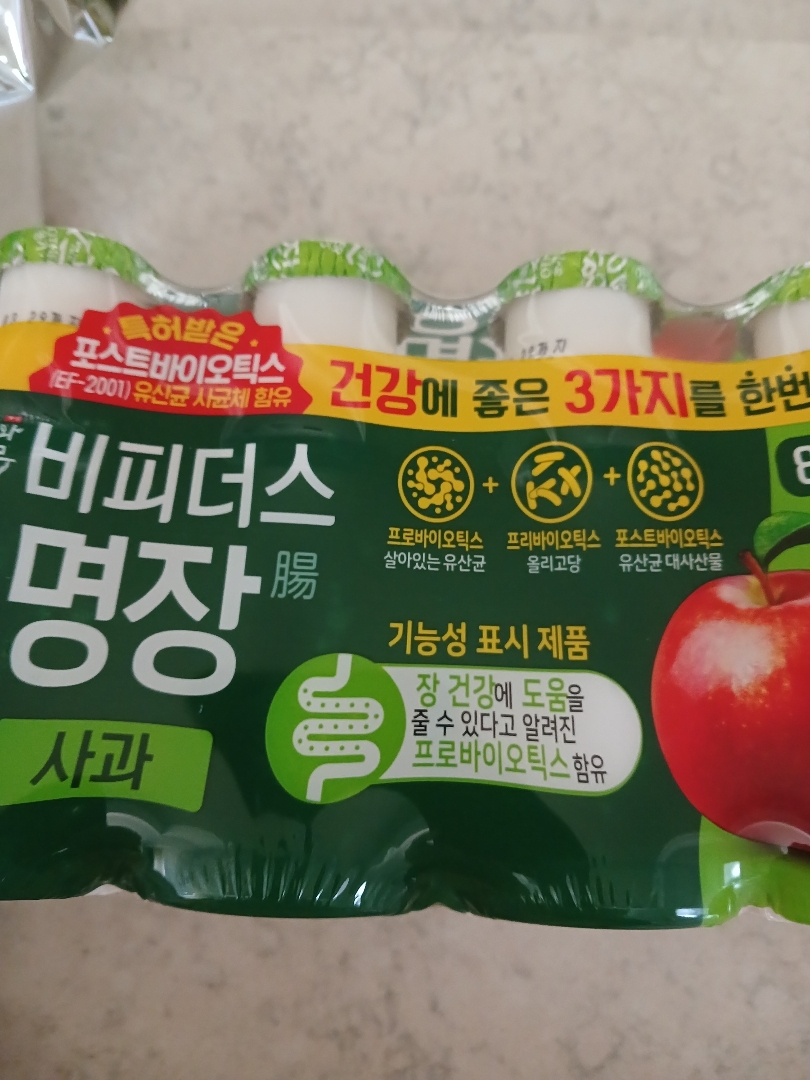 특허받은
포스트바이오틱스
(EF-2001) 유산균 사균체 함유
건강에 좋은 3가지를 한번
비피더스
명장 腸
사과
프로바이오틱스
살아있는 유산균
+
프리바이오틱스
올리고당
+
포스트바이오틱스
유산균 대사산물
기능성 표시 제품
장 건강에 도움을
줄 수 있다고 알려진
프로바이오틱스 함유